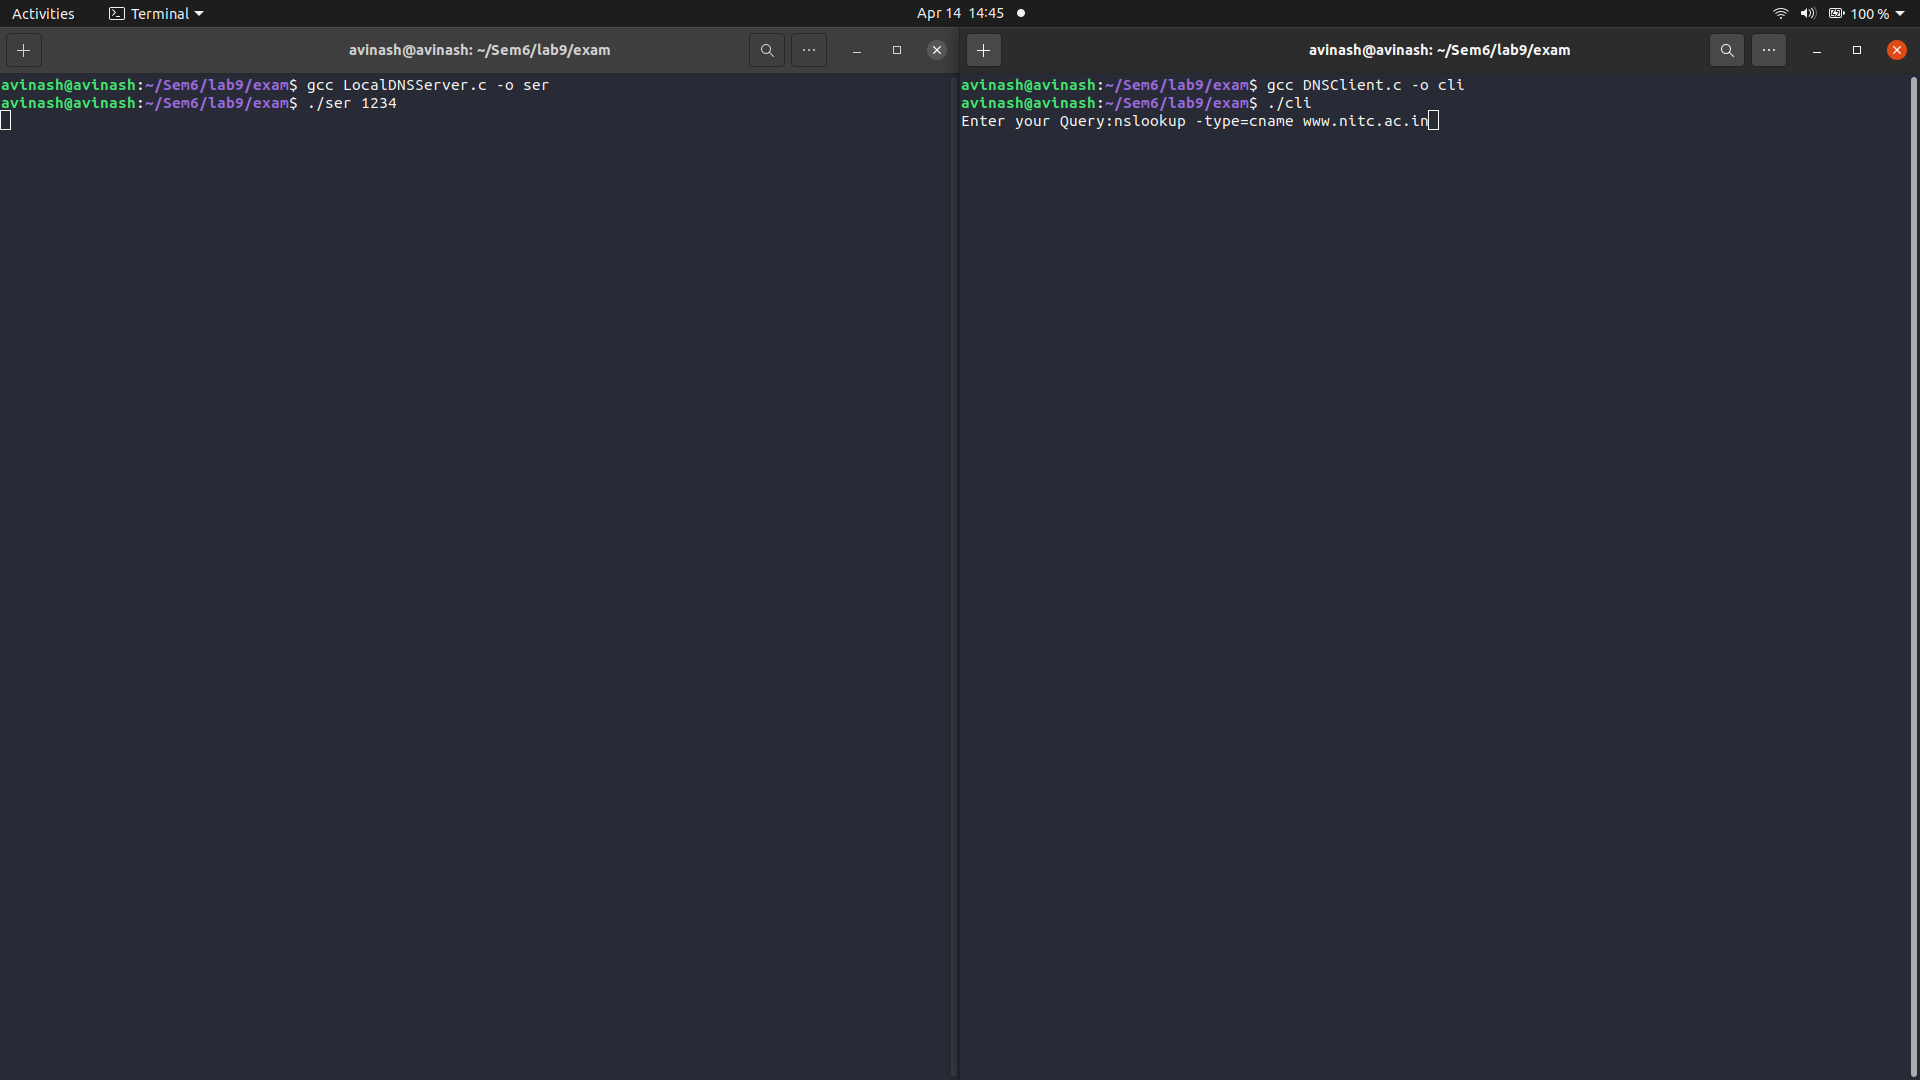 Activities Terminal Apr 14 14:45 100 %
avinash@avinash: ~/Sem6/lab9/exam
avinash@avinash:~/Sem6/lab9/exam$ gcc LocalDNSServer.c -o ser
avinash@avinash:~/Sem6/lab9/exam$ ./ser 1234
avinash@avinash: ~/Sem6/lab9/exam
avinash@avinash:~/Sem6/lab9/exam$ gcc DNSClient.c -o cli
avinash@avinash:~/Sem6/lab9/exam$ ./cli
Enter your Query:nslookup -type=cname www.nitc.ac.in